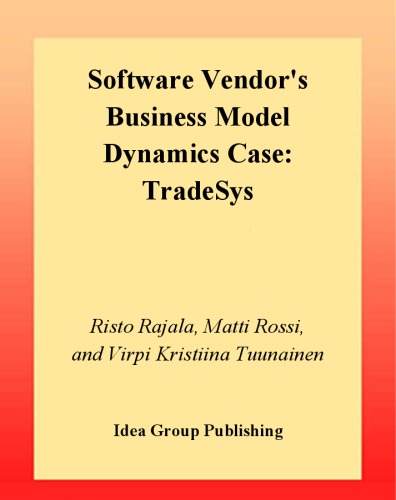 Software Vendor's
Business Model
Dynamics Case:
TradeSys
Risto Rajala, Matti Rossi,
and Virpi Kristiina Tuunainen
Idea Group Publishing